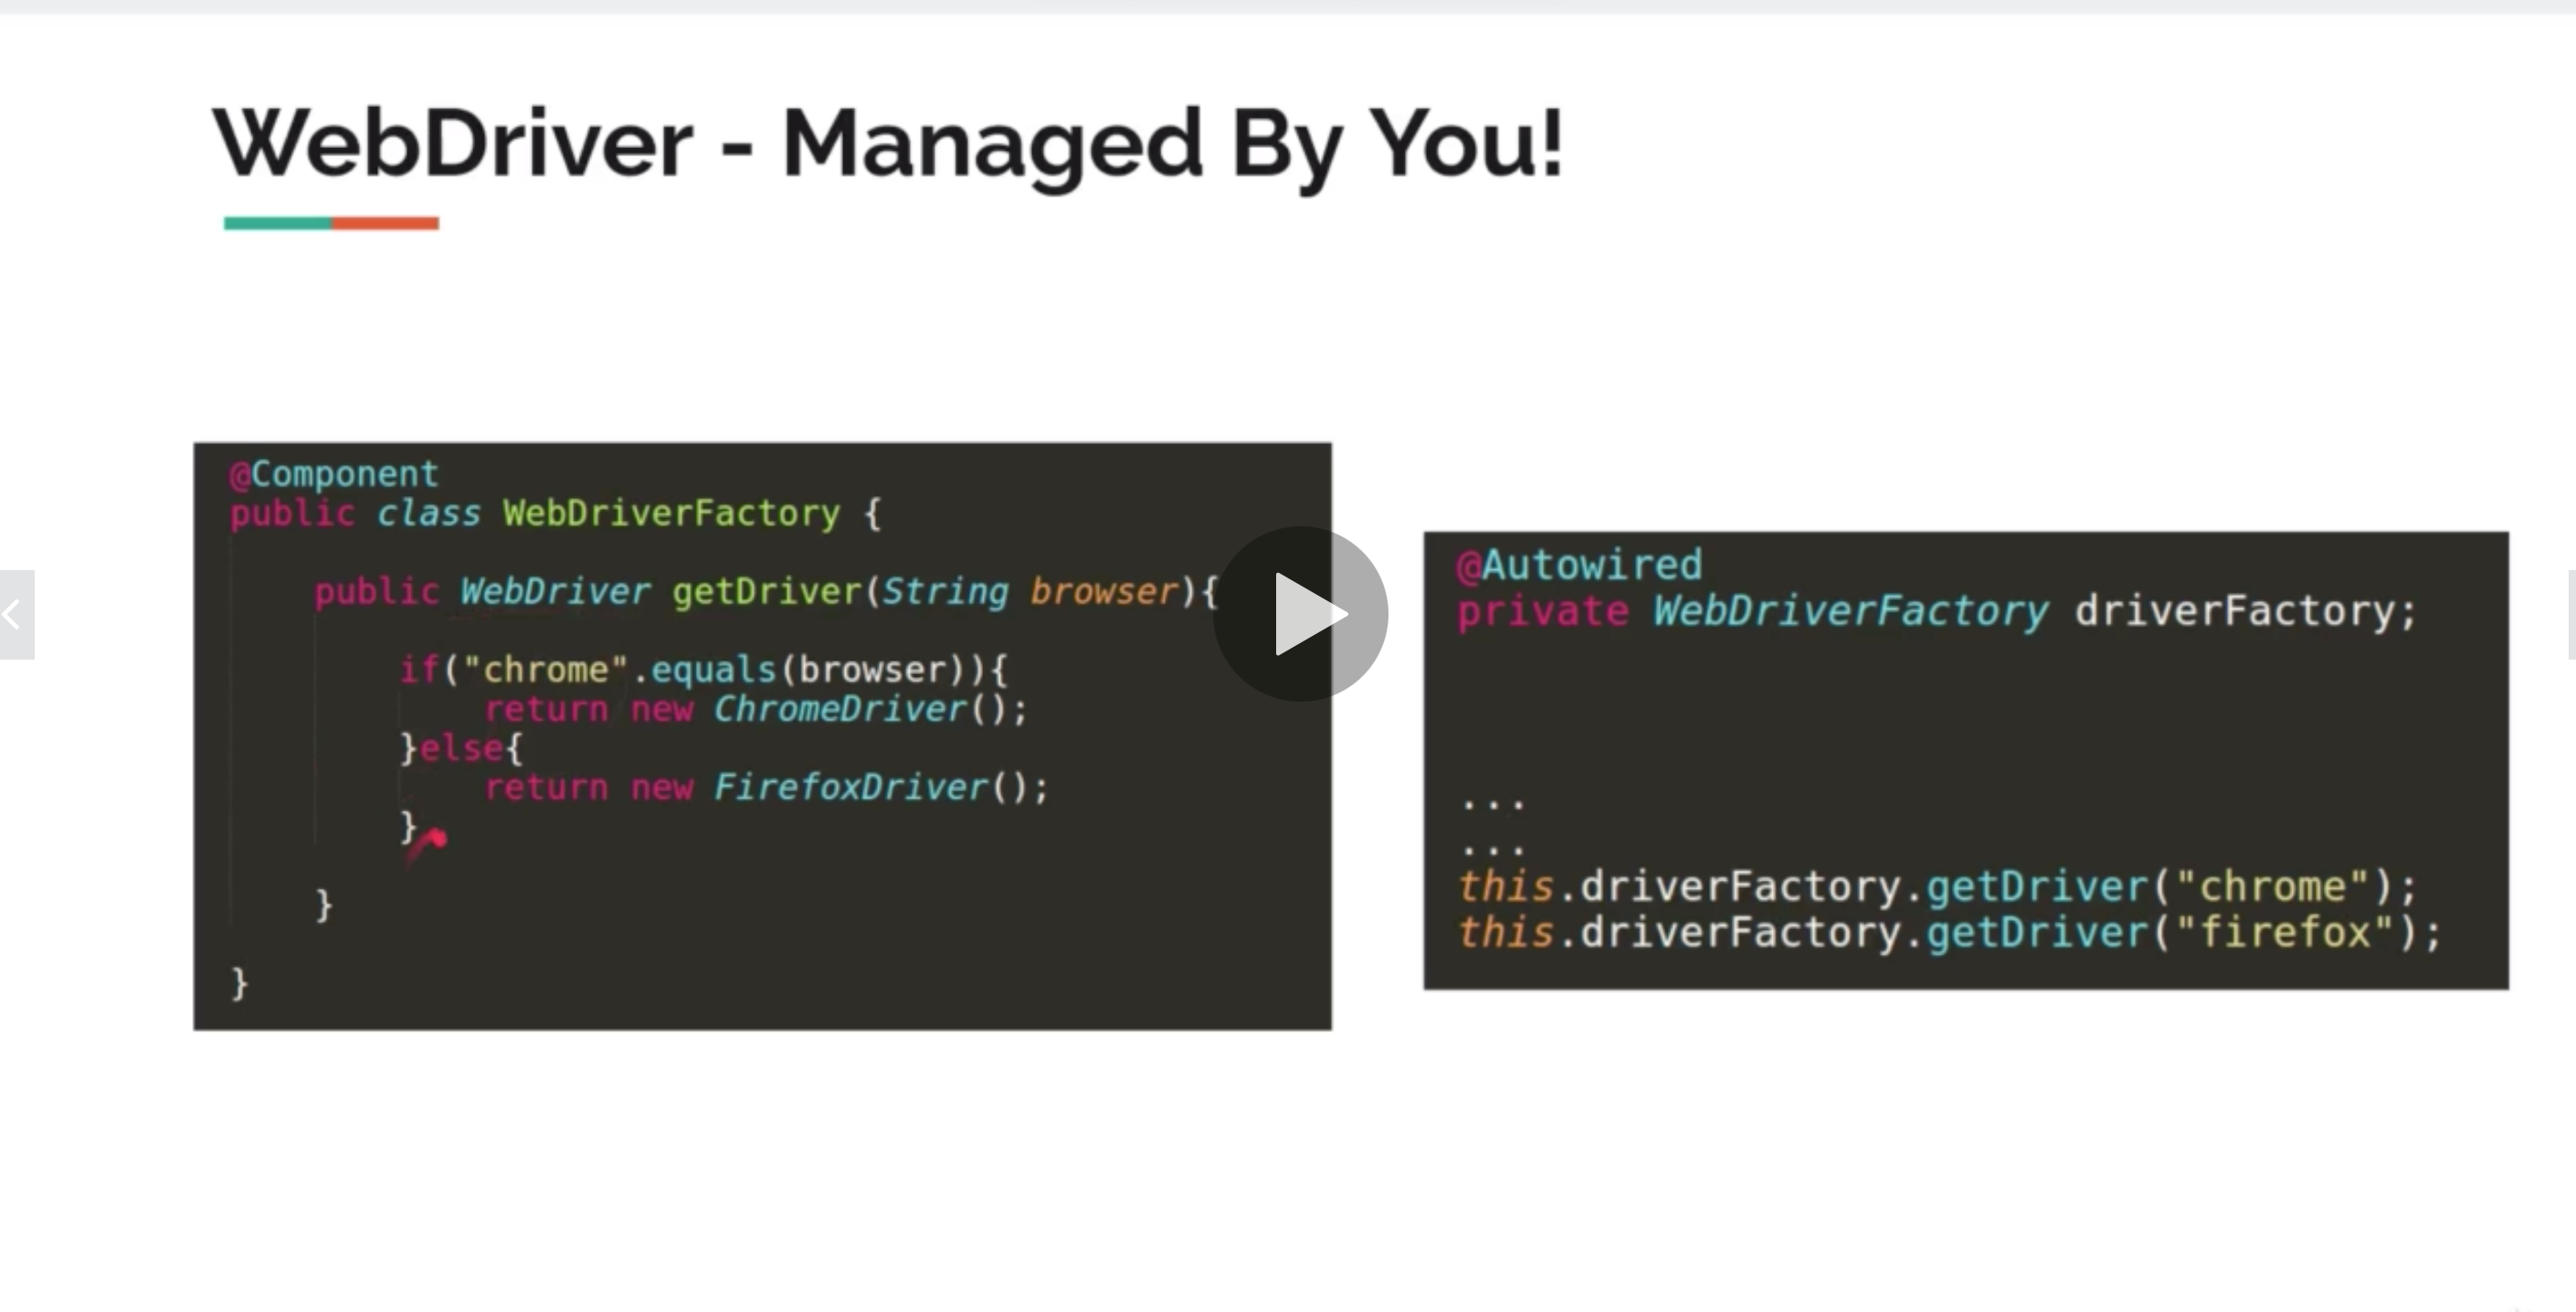 WebDriver - Managed By You!
@Component
public class WebDriverFactory {
public WebDriver getDriver(String browser){
if("chrome".equals(browser)){
return new ChromeDriver();
}else{
return new FirefoxDriver();
}
}
}
@Autowired
private WebDriverFactory driverFactory;
...
...
this.driverFactory.getDriver("chrome");
this.driverFactory.getDriver("firefox");